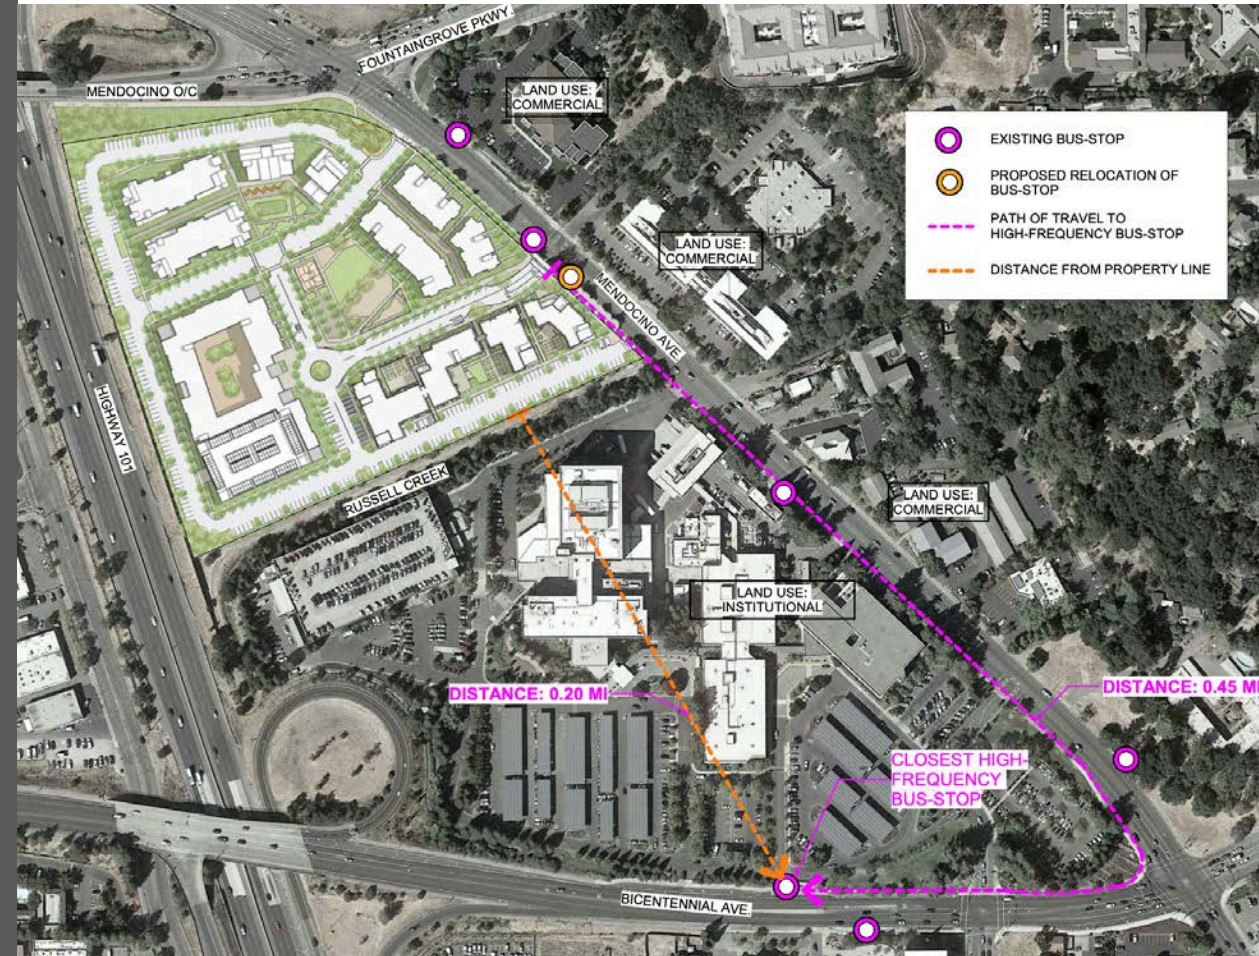 FOUNTAINGROVE PKWY.
MENDOCINO O/C
LAND USE:
COMMERCIAL
EXISTING BUS-STOP
PROPOSED RELOCATION OF
BUS-STOP
PATH OF TRAVEL TO
HIGH-FREQUENCY BUS-STOP
DISTANCE FROM PROPERTY LINE
LAND USE:
COMMERCIAL
MENDOCINO AVE.
HIGHWAY 101
RUSSELL CREEK
LAND USE:
COMMERCIAL
LAND USE:
INSTITUTIONAL
DISTANCE: 0.20 MI
DISTANCE: 0.45 MI
CLOSEST HIGH-
FREQUENCY
BUS-STOP
BICENTENNIAL AVE.